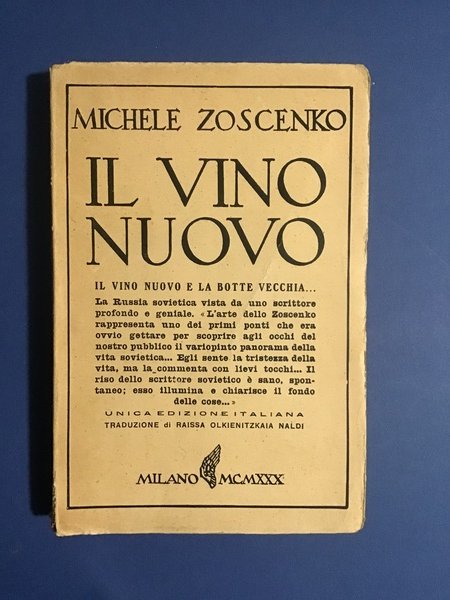 MICHELE ZOSCENKO
IL VINO
NUOVO
IL VINO NUOVO E LA BOTTE VECCHIA...
La Russia sovietica vista da uno scrittore
profondo e geniale. «L'arte dello Zoscenko
rappresenta uno dei primi ponti che era
ovvio gettare per scoprire agli occhi del
nostro pubblico il variopinto panorama della
vita sovietica... Egli sente la tristezza della
vita, ma la commenta con lievi tocchi... Il
riso dello scrittore sovietico è sano, spon-
taneo; esso illumina e chiarisce il fondo
delle cose...»
UNICA EDIZIONE ITALIANA
TRADUZIONE di RAISSA OLKIENITZKAIA NALDI
MILANO MCMXXX